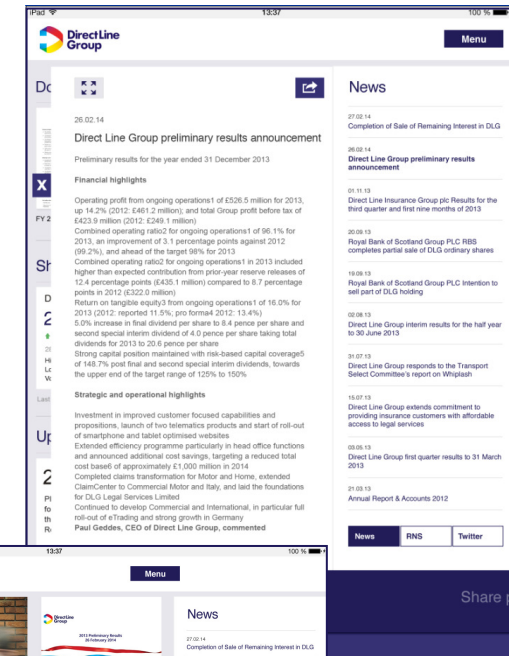 iPad
13:37
100 %
DirectLine
Group
Menu
Do
FY 2
Sh
D
2
Hi
Lo
Vo
Last
Up
2
Pl
fo
th
R
X
26.02.14
Direct Line Group preliminary results announcement
Preliminary results for the year ended 31 December 2013
Financial highlights
Operating profit from ongoing operations1 of £526.5 million for 2013,
up 14.2% (2012: £461.2 million); and total Group profit before tax of
£423.9 million (2012: £249.1 million)
Combined operating ratio2 for ongoing operations1 of 96.1% for
2013, an improvement of 3.1 percentage points against 2012
(99.2%), and ahead of the target 98% for 2013
Combined operating ratio2 for ongoing operations1 in 2013 included
higher than expected contribution from prior-year reserve releases of
12.4 percentage points (£435.1 million) compared to 8.7 percentage
points in 2012 (£322.0 million)
Return on tangible equity3 from ongoing operations1 of 16.0% for
2013 (2012: reported 11.5%; pro forma4 2012: 13.4%)
5.0% increase in final dividend per share to 8.4 pence per share and
second special interim dividend of 4.0 pence per share taking total
dividends for 2013 to 20.6 pence per share
Strong capital position maintained with risk-based capital coverage5
of 148.7% post final and second special interim dividends, towards
the upper end of the target range of 125% to 150%
Strategic and operational highlights
Investment in improved customer focused capabilities and
propositions, launch of two telematics products and start of roll-out
of smartphone and tablet optimised websites
Extended efficiency programme particularly in head office functions
and announced additional cost savings, targeting a reduced total
cost base6 of approximately £1,000 million in 2014
Completed claims transformation for Motor and Home, extended
ClaimCenter to Commercial Motor and Italy, and laid the foundations
for DLG Legal Services Limited
Continued to develop Commercial and International, in particular full
roll-out of eTrading and strong growth in Germany
Paul Geddes, CEO of Direct Line Group, commented
News
27.02.14
Completion of Sale of Remaining Interest in DLG
26.02.14
Direct Line Group preliminary results
announcement
01.11.13
Direct Line Insurance Group plc Results for the
third quarter and first nine months of 2013
20.09.13
Royal Bank of Scotland Group PLC RBS
completes partial sale of DLG ordinary shares
19.09.13
Royal Bank of Scotland Group PLC Intention to
sell part of DLG holding
02.08.13
Direct Line Group interim results for the half year
to 30 June 2013
31.07.13
Direct Line Group responds to the Transport
Select Committee's report on Whiplash
15.07.13
Direct Line Group extends commitment to
providing insurance customers with affordable
access to legal services
03.05.13
Direct Line Group first quarter results to 31 March
2013
21.03.13
Annual Report & Accounts 2012
News
RNS
Twitter
Share p
13:37
100 %
Menu
DirectLine
Group
2013 Preliminary Results
26 February 2014
News
27.02.14
Completion of Sale of Remaining Interest in DLG